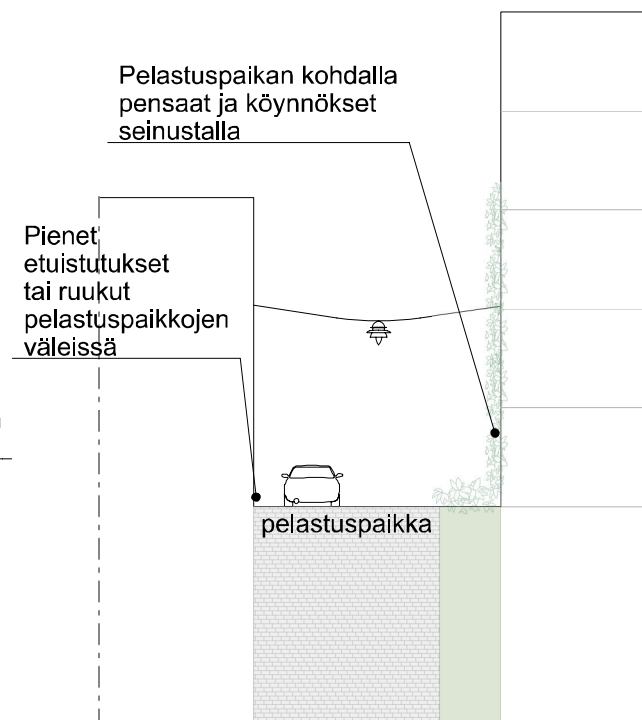 Pelastuspaikan kohdalla
pensaat ja köynnökset
seinustalla
Pienet
etuistutukset
tai ruukut
pelastuspaikkojen
väleissä
pelastuspaikka